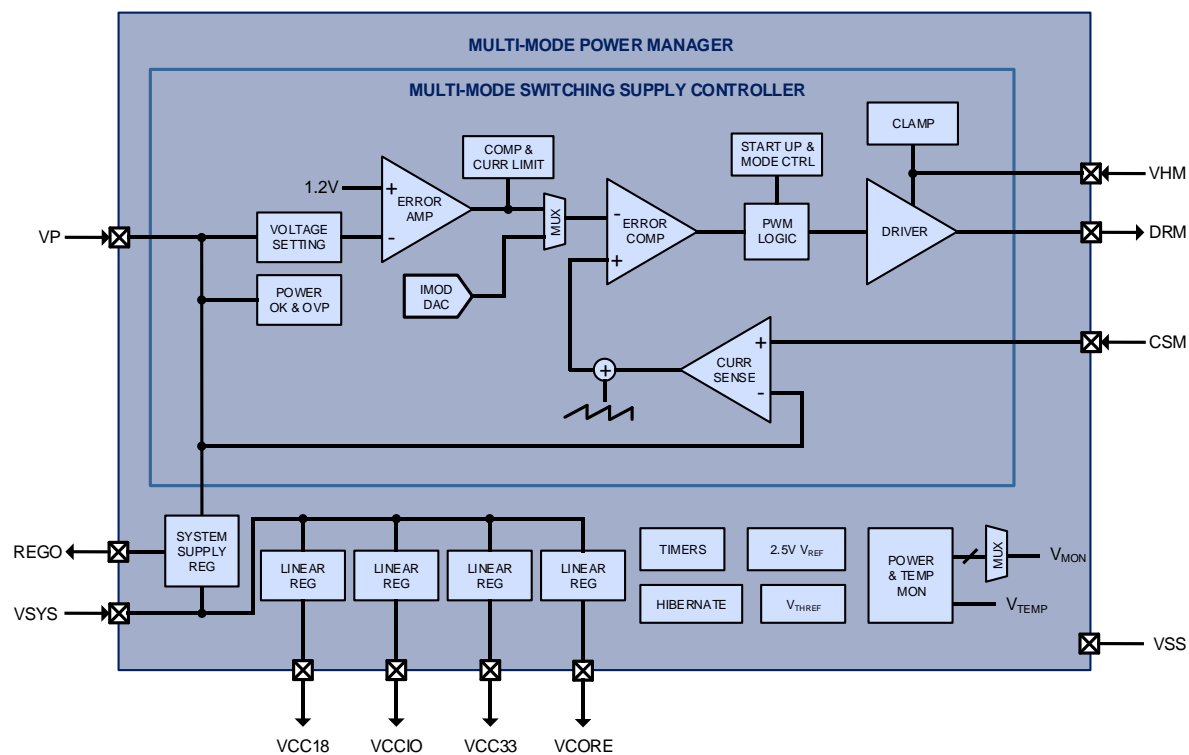 MULTI-MODE POWER MANAGER
MULTI-MODE SWITCHING SUPPLY CONTROLLER
CLAMP
COMP &
CURR LIMIT
START UP &
MODE CTRL
VHM
1.2V
+
ERROR
AMP
-
MUX
-
ERROR
COMP
+
PWM
LOGIC
DRIVER
DRM
VP
VOLTAGE
SETTING
POWER
OK & OVP
IMOD
DAC
+
CURR
SENSE
-
CSM
+
REGO
SYSTEM
SUPPLY
REG
VSYS
LINEAR
REG
LINEAR
REG
LINEAR
REG
LINEAR
REG
TIMERS
2.5V VREF
HIBERNATE
VTHREF
POWER
& TEMP
MON
MUX
VMON
VTEMP
VSS
VCC18
VCCIO
VCC33
VCORE